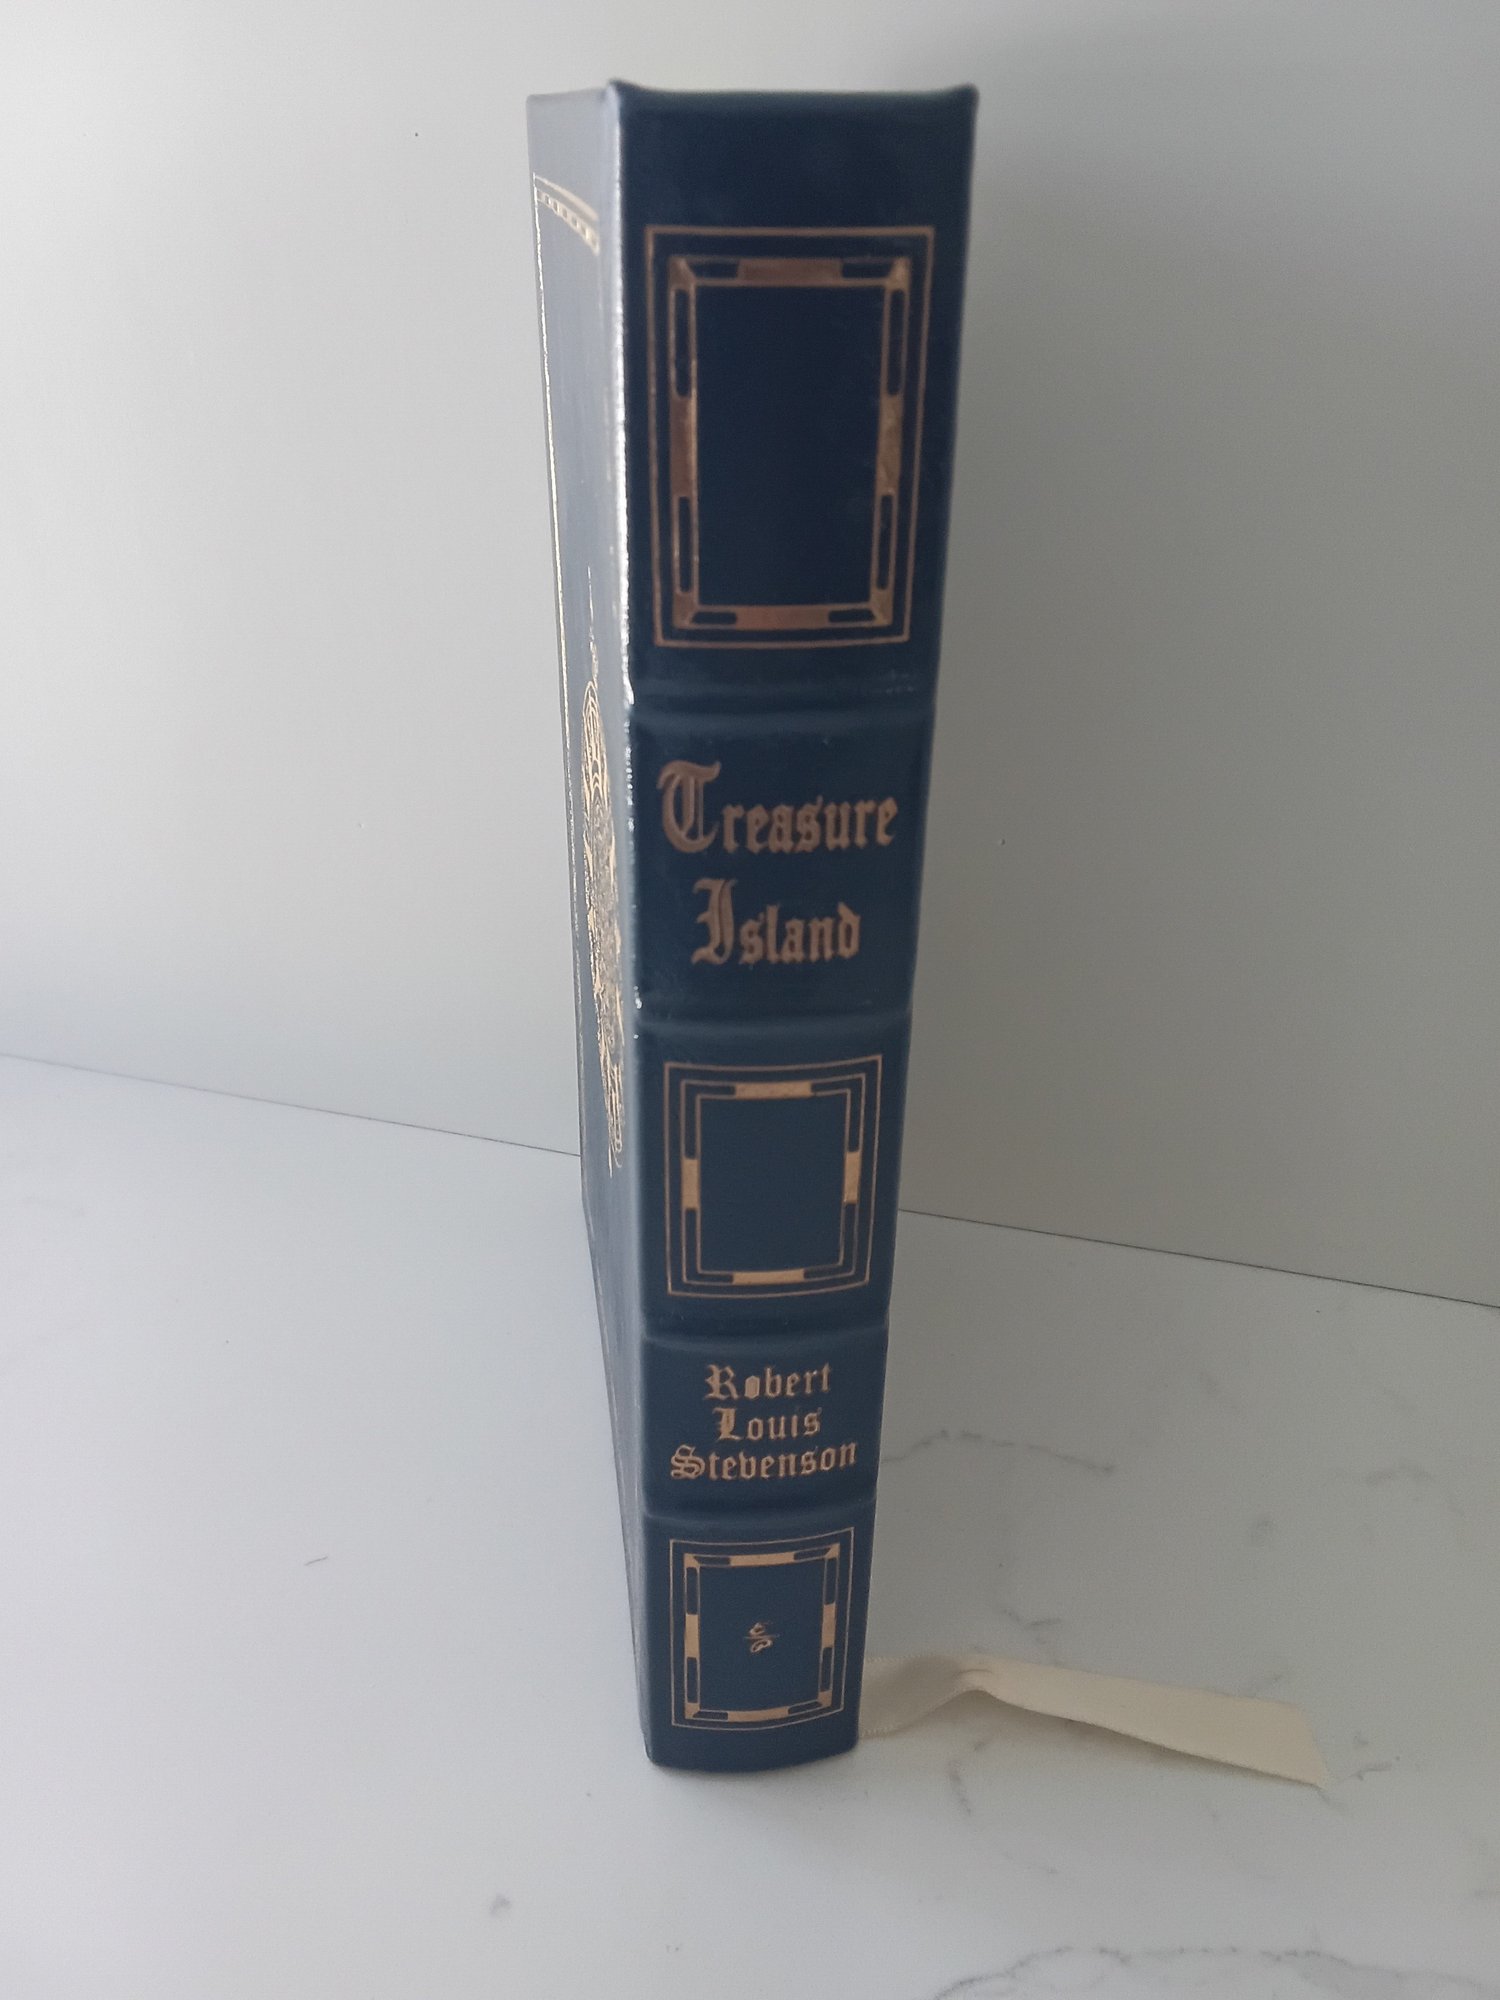 Treasure
Island
Robert
Louis
Stevenson